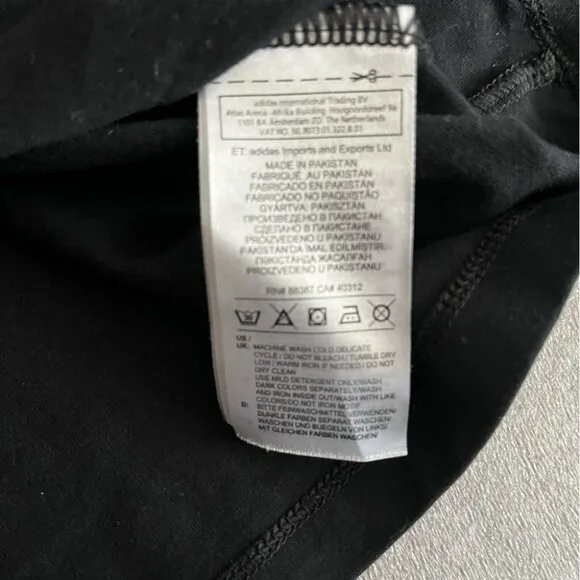 adidas International Trading BV
Atlas Arena -Afrika Building Hoogoorddreef 9a
1101 BA Amsterdam ZO The Netherlands
VAT NO. NL 8073.01.322.B.01
ET: adidas Imports and Exports Ltd
MADE IN PAKISTAN
FABRIQUÉ AU PAKISTAN
FABRICADO EN PAKISTÁN
FABRICADO NO PAQUISTÃO
GYÁRTVA: PAKISZTÁN
ПРОИЗВЕДЕНО В ПАКИСТАН
СДЕЛАНО В ПАКИСТАНЕ
PROIZVEDENO U PAKISTANU
PAKİSTAN'DA İMAL EDİLMİŞTİR.
ПӘКІСТАНДА ЖАСАЛҒАН
PROIZVEDENO U PAKISTANU
RN# 88387 CA# 40312
US /
UK: MACHINE WASH COLD DELICATE
CYCLE / DO NOT BLEACH / TUMBLE DRY
LOW / WARM IRON IF NEEDED / DO NOT
DRY CLEAN
USE MILD DETERGENT ONLY/WASH
DARK COLORS SEPARATELY/WASH
AND IRON INSIDE OUT/WASH WITH LIKE
COLORS/DO NOT IRON MOTIF
D: BITTE FEINWASCHMITTEL VERWENDEN/
DUNKLE FARBEN SEPARAT WASCHEN/
WASCHEN UND BUEGELN VON LINKS/
MIT GLEICHEN FARBEN WASCHEN/